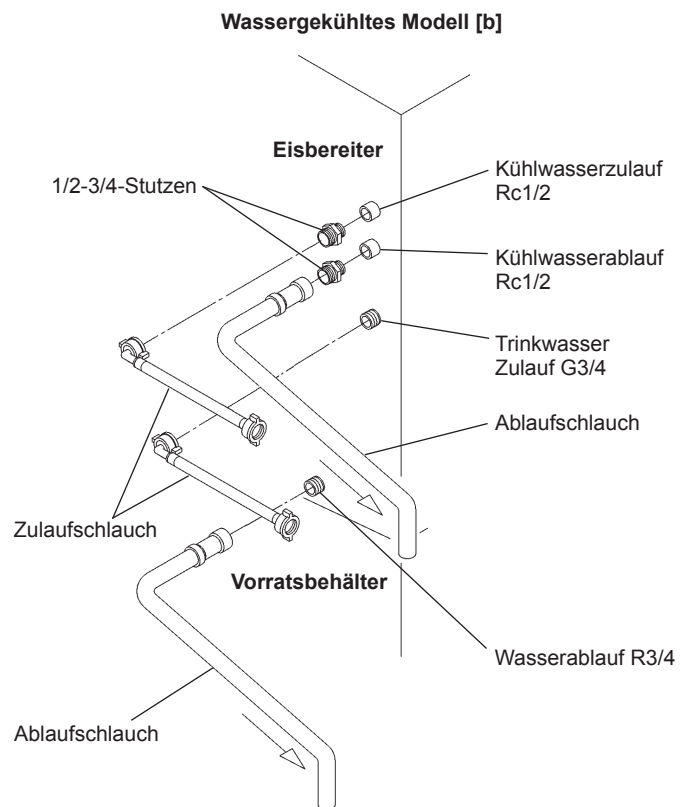 Wassergekühltes Modell [b]
Eisbereiter
1/2-3/4-Stutzen
Kühlwasserzulauf
Rc1/2
Kühlwasserablauf
Rc1/2
Trinkwasser
Zulauf G3/4
Ablaufschlauch
Zulaufschlauch
Vorratsbehälter
Wasserablauf R3/4
Ablaufschlauch